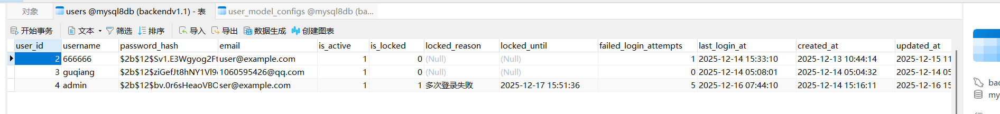 对象 users @mysql8db (backendv1.1) - 表 user_model_configs @mysql8db (ba...
开始事务 文本 筛选 排序 导入 导出 数据生成 创建图表
user_id username password_hash email is_active is_locked locked_reason locked_until failed_login_attempts last_login_at created_at updated_at
2 666666 $2b$12$Sv1.E3Wgyog2F user@example.com 1 0 (Null) (Null) 1 2025-12-14 15:33:10 2025-12-13 10:44:14 2025-12-15 11
3 guqiang $2b$12$ziGefJt8hNY1Vl9 1060595426@qq.com 1 0 (Null) (Null) 0 2025-12-14 05:08:01 2025-12-14 05:04:32 2025-12-14 05
4 admin $2b$12$bv.0r6sHeaoVBO ser@example.com 1 1 多次登录失败 2025-12-17 15:51:36 5 2025-12-16 07:44:10 2025-12-14 15:16:11 2025-12-16 15
bac
my